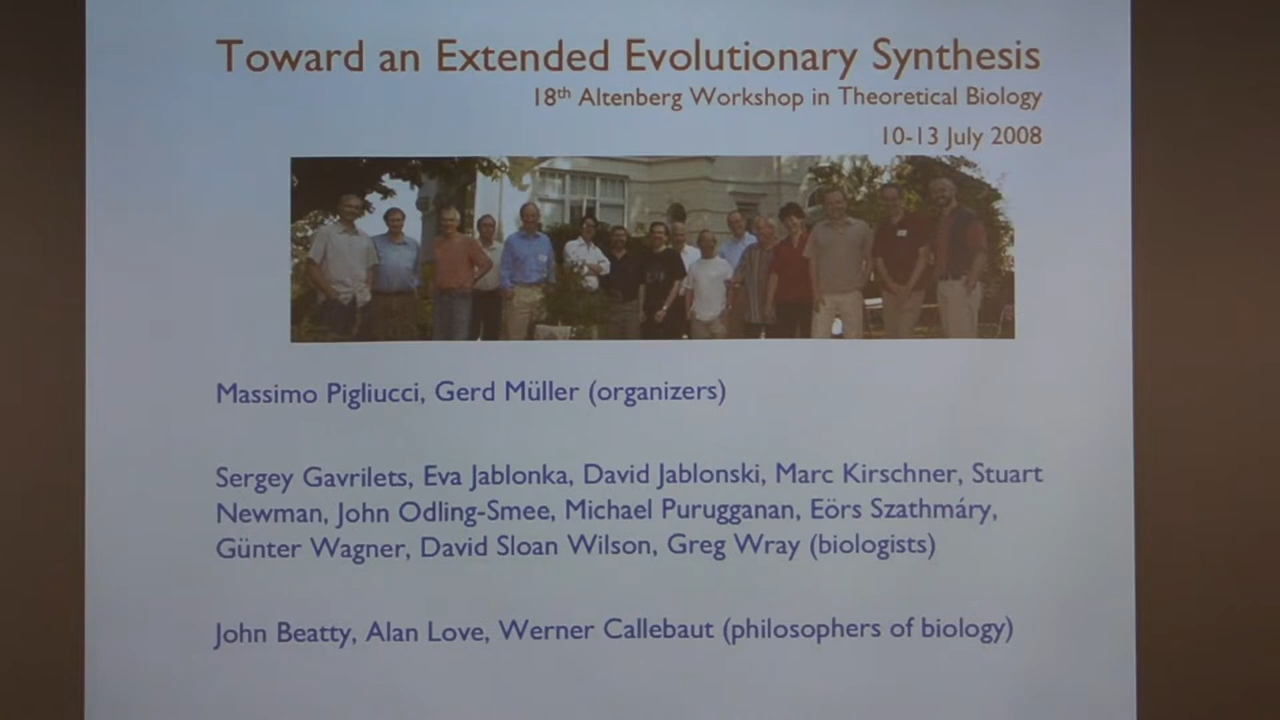 Toward an Extended Evolutionary Synthesis
18th Altenberg Workshop in Theoretical Biology
10-13 July 2008
Massimo Pigliucci, Gerd Müller (organizers)
Sergey Gavrilets, Eva Jablonka, David Jablonski, Marc Kirschner, Stuart
Newman, John Odling-Smee, Michael Purugganan, Eörs Szathmáry,
Günter Wagner, David Sloan Wilson, Greg Wray (biologists)
John Beatty, Alan Love, Werner Callebaut (philosophers of biology)